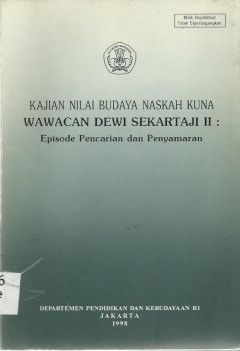 Milik Depdikbud
Tidak Diperdagangkan
KAJIAN NILAI BUDAYA NASKAH KUNA
WAWACAN DEWI SEKARTAJI II :
Episode Pencarian dan Penyamaran
DEPARTEMEN PENDIDIKAN DAN KEBUDAYAAN RI
JAKARTA
1998